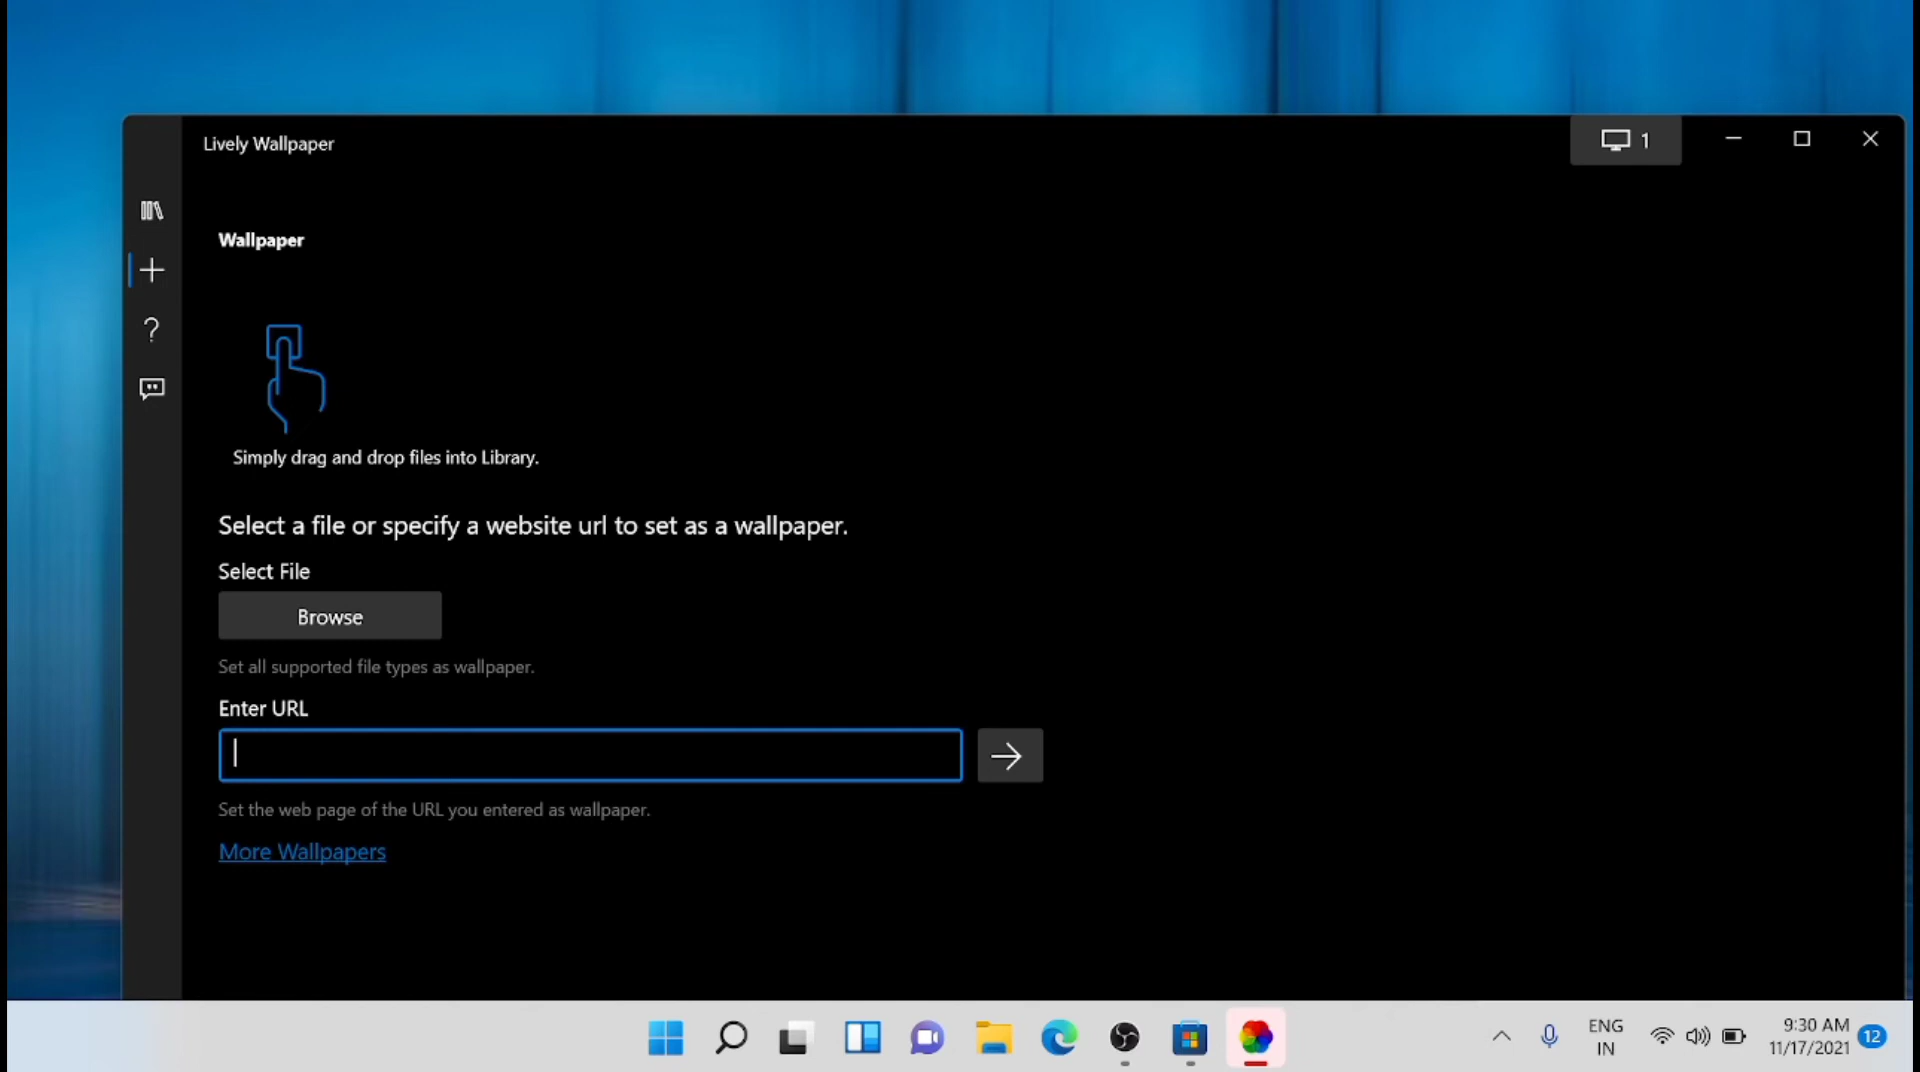 Lively Wallpaper
1
Wallpaper
Simply drag and drop files into Library.
Select a file or specify a website url to set as a wallpaper.
Select File
Browse
Set all supported file types as wallpaper.
Enter URL
Set the web page of the URL you entered as wallpaper.
More Wallpapers
ENG
IN
9:30 AM
11/17/2021
12